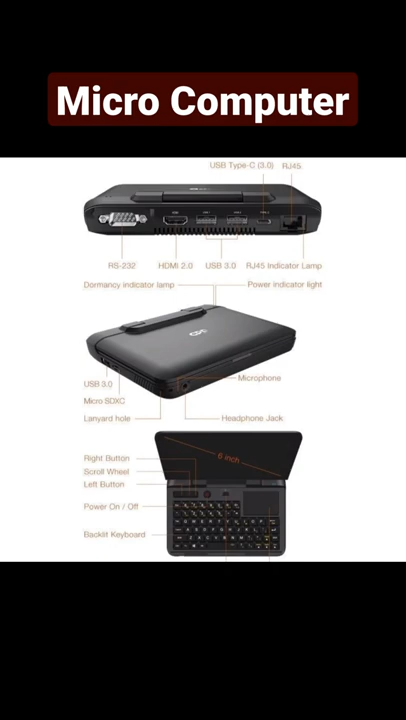 Micro Computer
USB Type-C (3.0) RJ45
RS-232 HDMI 2.0 USB 3.0 RJ45 Indicator Lamp
Dormancy indicator lamp Power indicator light
GPD
USB 3.0
Microphone
Micro SDXC
Lanyard hole Headphone Jack
6 inch
Right Button
Scroll Wheel
Left Button
Power On / Off
Backlit Keyboard